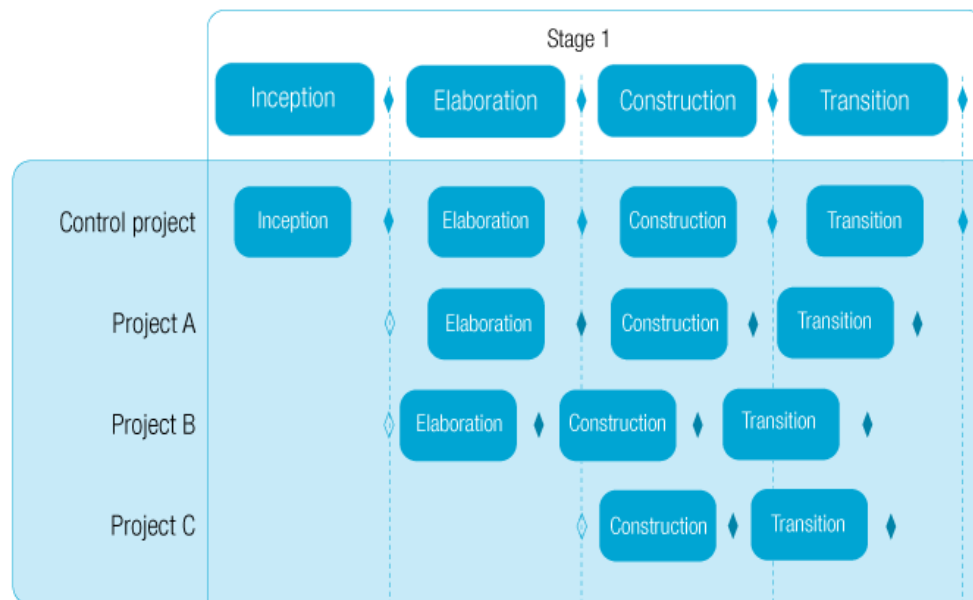 Stage 1
Inception Elaboration Construction Transition
Control project Inception Elaboration Construction Transition
Project A Elaboration Construction Transition
Project B Elaboration Construction Transition
Project C Construction Transition